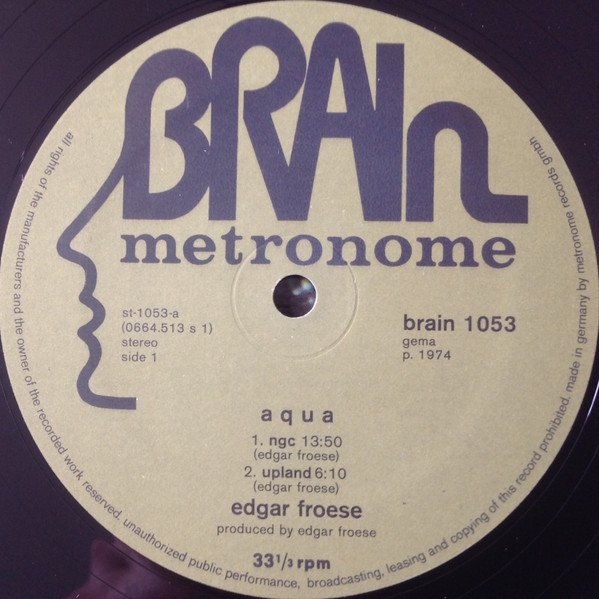 BRAIN
metronome
st-1053-a
(0664.513 s 1)
stereo
side 1
brain 1053
gema
p. 1974
aqua
1. ngc 13:50
(edgar froese)
2. upland 6:10
(edgar froese)
edgar froese
produced by edgar froese
33 1/3 rpm
all rights of the manufacturers and the owner of the recorded work reserved. unauthorized public performance, broadcasting, leasing and copying of this record prohibited. made in germany by metronome records gmbh